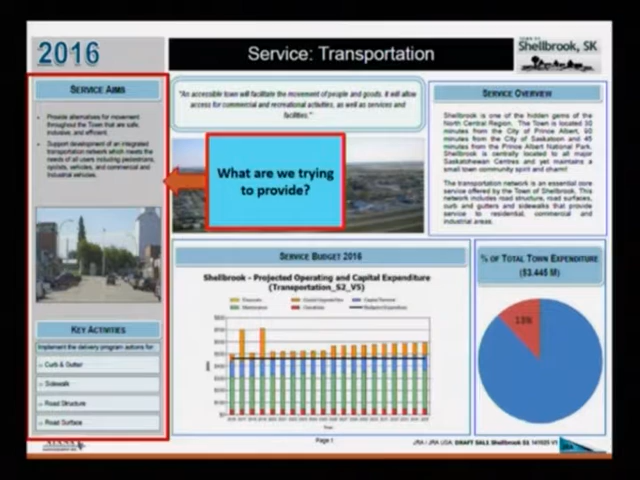 2016
Service: Transportation
Shellbrook, SK
SERVICE AIMS
Provide alternatives for movement
throughout the Town that are safe,
inclusive, and efficient.
Support development of an integrated
transportation network which meets the
needs of all users including pedestrians,
cyclists, vehicles, and commercial and
industrial vehicles.
"An accessible town will facilitate the movement of people and goods. It will allow
access for commercial and recreational activities, as well as services and
facilities."
What are we trying
to provide?
SERVICE OVERVIEW
Shellbrook is one of the hidden gems of the
North Central Region. The Town is located 30
minutes from the City of Prince Albert, 90
minutes from the City of Saskatoon and 45
minutes from the Prince Albert National Park.
Shellbrook is centrally located to all major
Saskatchewan Centres and yet maintains a
small town community spirit and charm!
The transportation network is an essential core
service offered by the Town of Shellbrook. This
network includes road structure, road surfaces,
curb and gutters and sidewalks that provide
service to residential, commercial and
industrial areas.
KEY ACTIVITIES
Implement the delivery program actions for:
Curb & Gutter
Sidewalk
Road Structure
Road Surface
SERVICE BUDGET 2016
Shellbrook - Projected Operating and Capital Expenditure
(Transportation_S2_V5)
% OF TOTAL TOWN EXPENDITURE
($3.445 M)
13%
Page 1